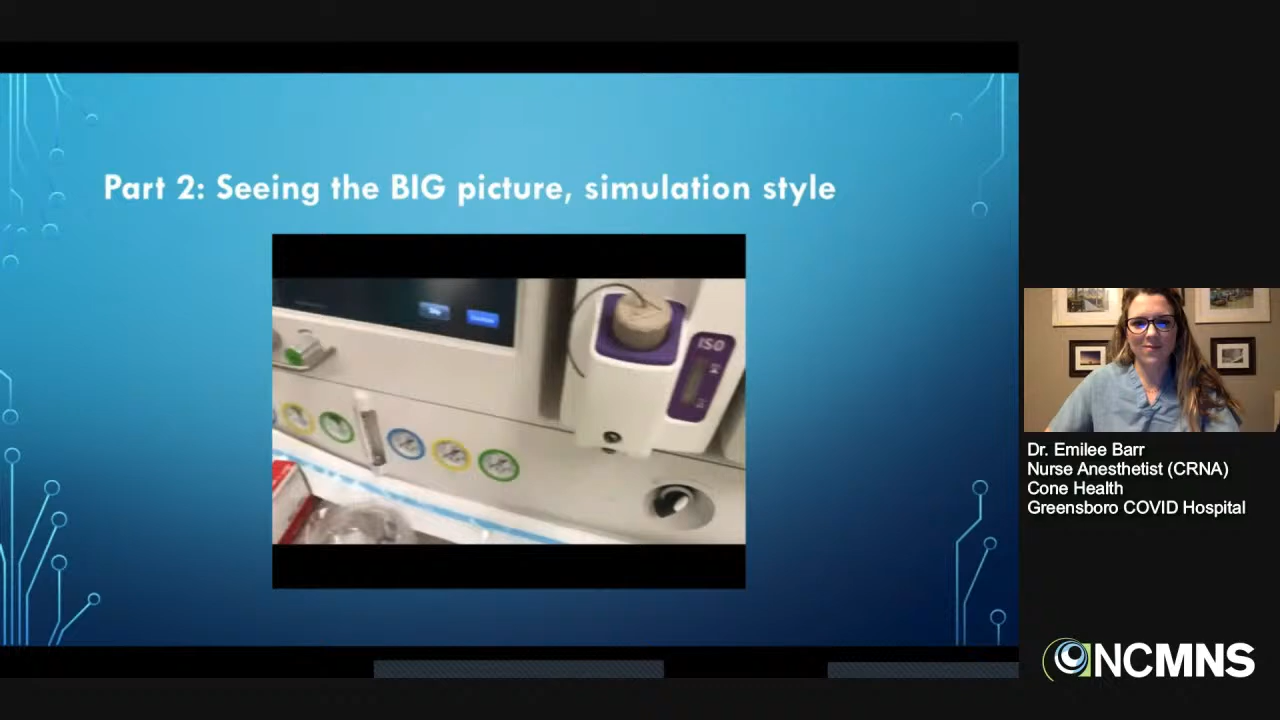 Part 2: Seeing the BIG picture, simulation style
ISO
Dr. Emilee Barr
Nurse Anesthetist (CRNA)
Cone Health
Greensboro COVID Hospital
NCMNS